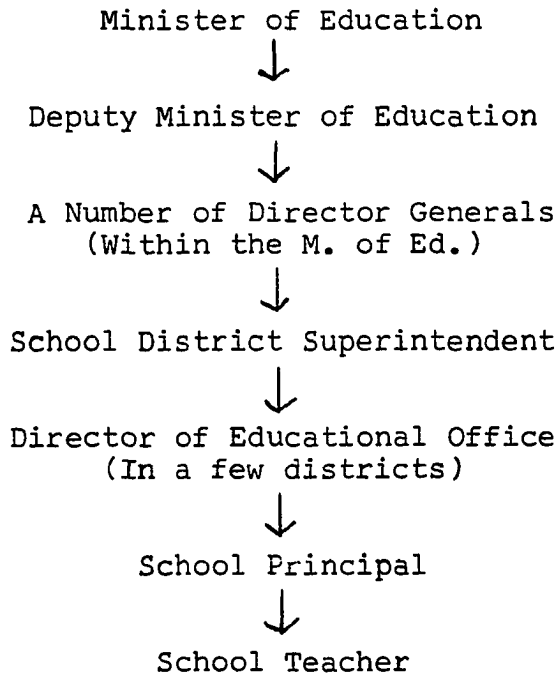 Minister of Education
Deputy Minister of Education
A Number of Director Generals
(Within the M. of Ed.)
School District Superintendent
Director of Educational Office
(In a few districts)
School Principal
School Teacher